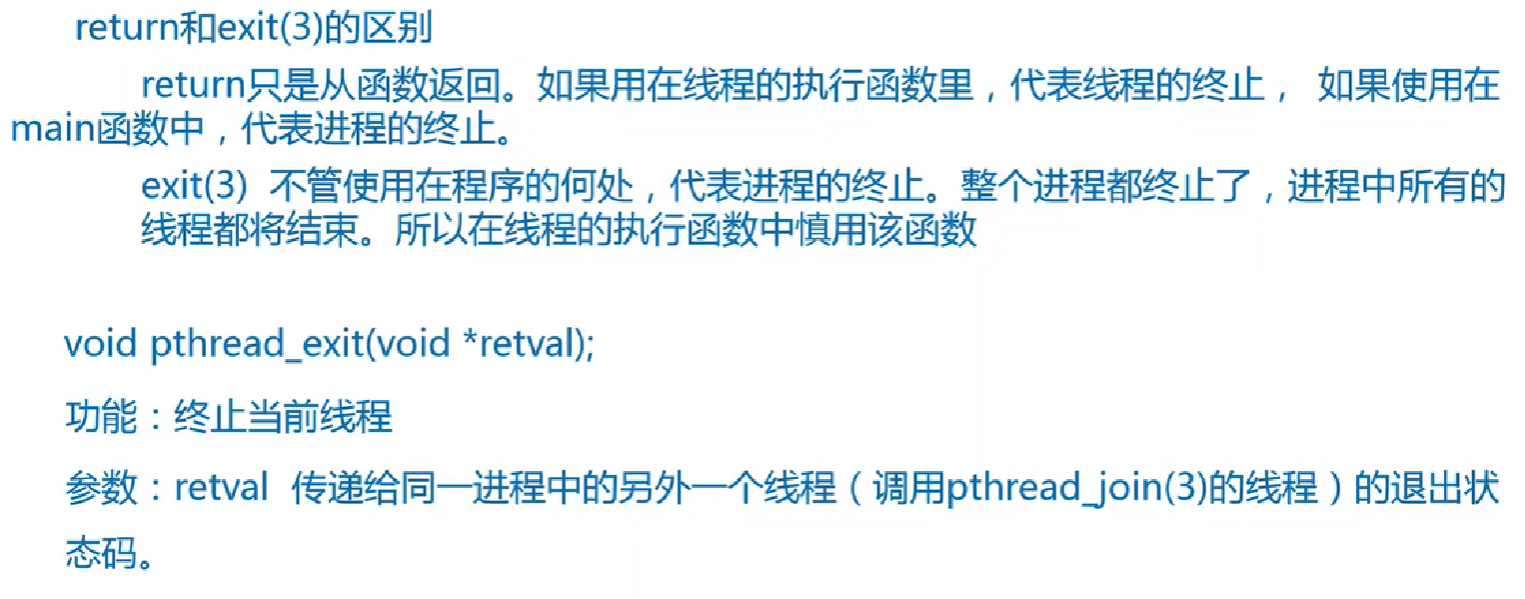 return和exit(3)的区别
return只是从函数返回。如果用在线程的执行函数里，代表线程的终止， 如果使用在
main函数中，代表进程的终止。
exit(3) 不管使用在程序的何处，代表进程的终止。整个进程都终止了，进程中所有的
线程都将结束。所以在线程的执行函数中慎用该函数
void pthread_exit(void *retval);
功能：终止当前线程
参数：retval 传递给同一进程中的另外一个线程（调用pthread_join(3)的线程）的退出状
态码。